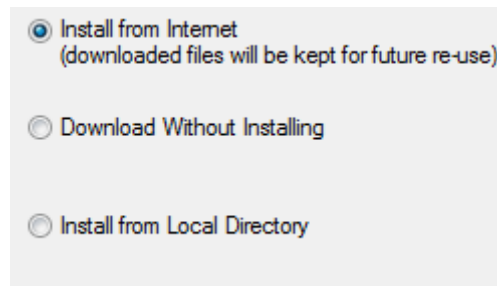 Install from Internet
(downloaded files will be kept for future re-use)
Download Without Installing
Install from Local Directory